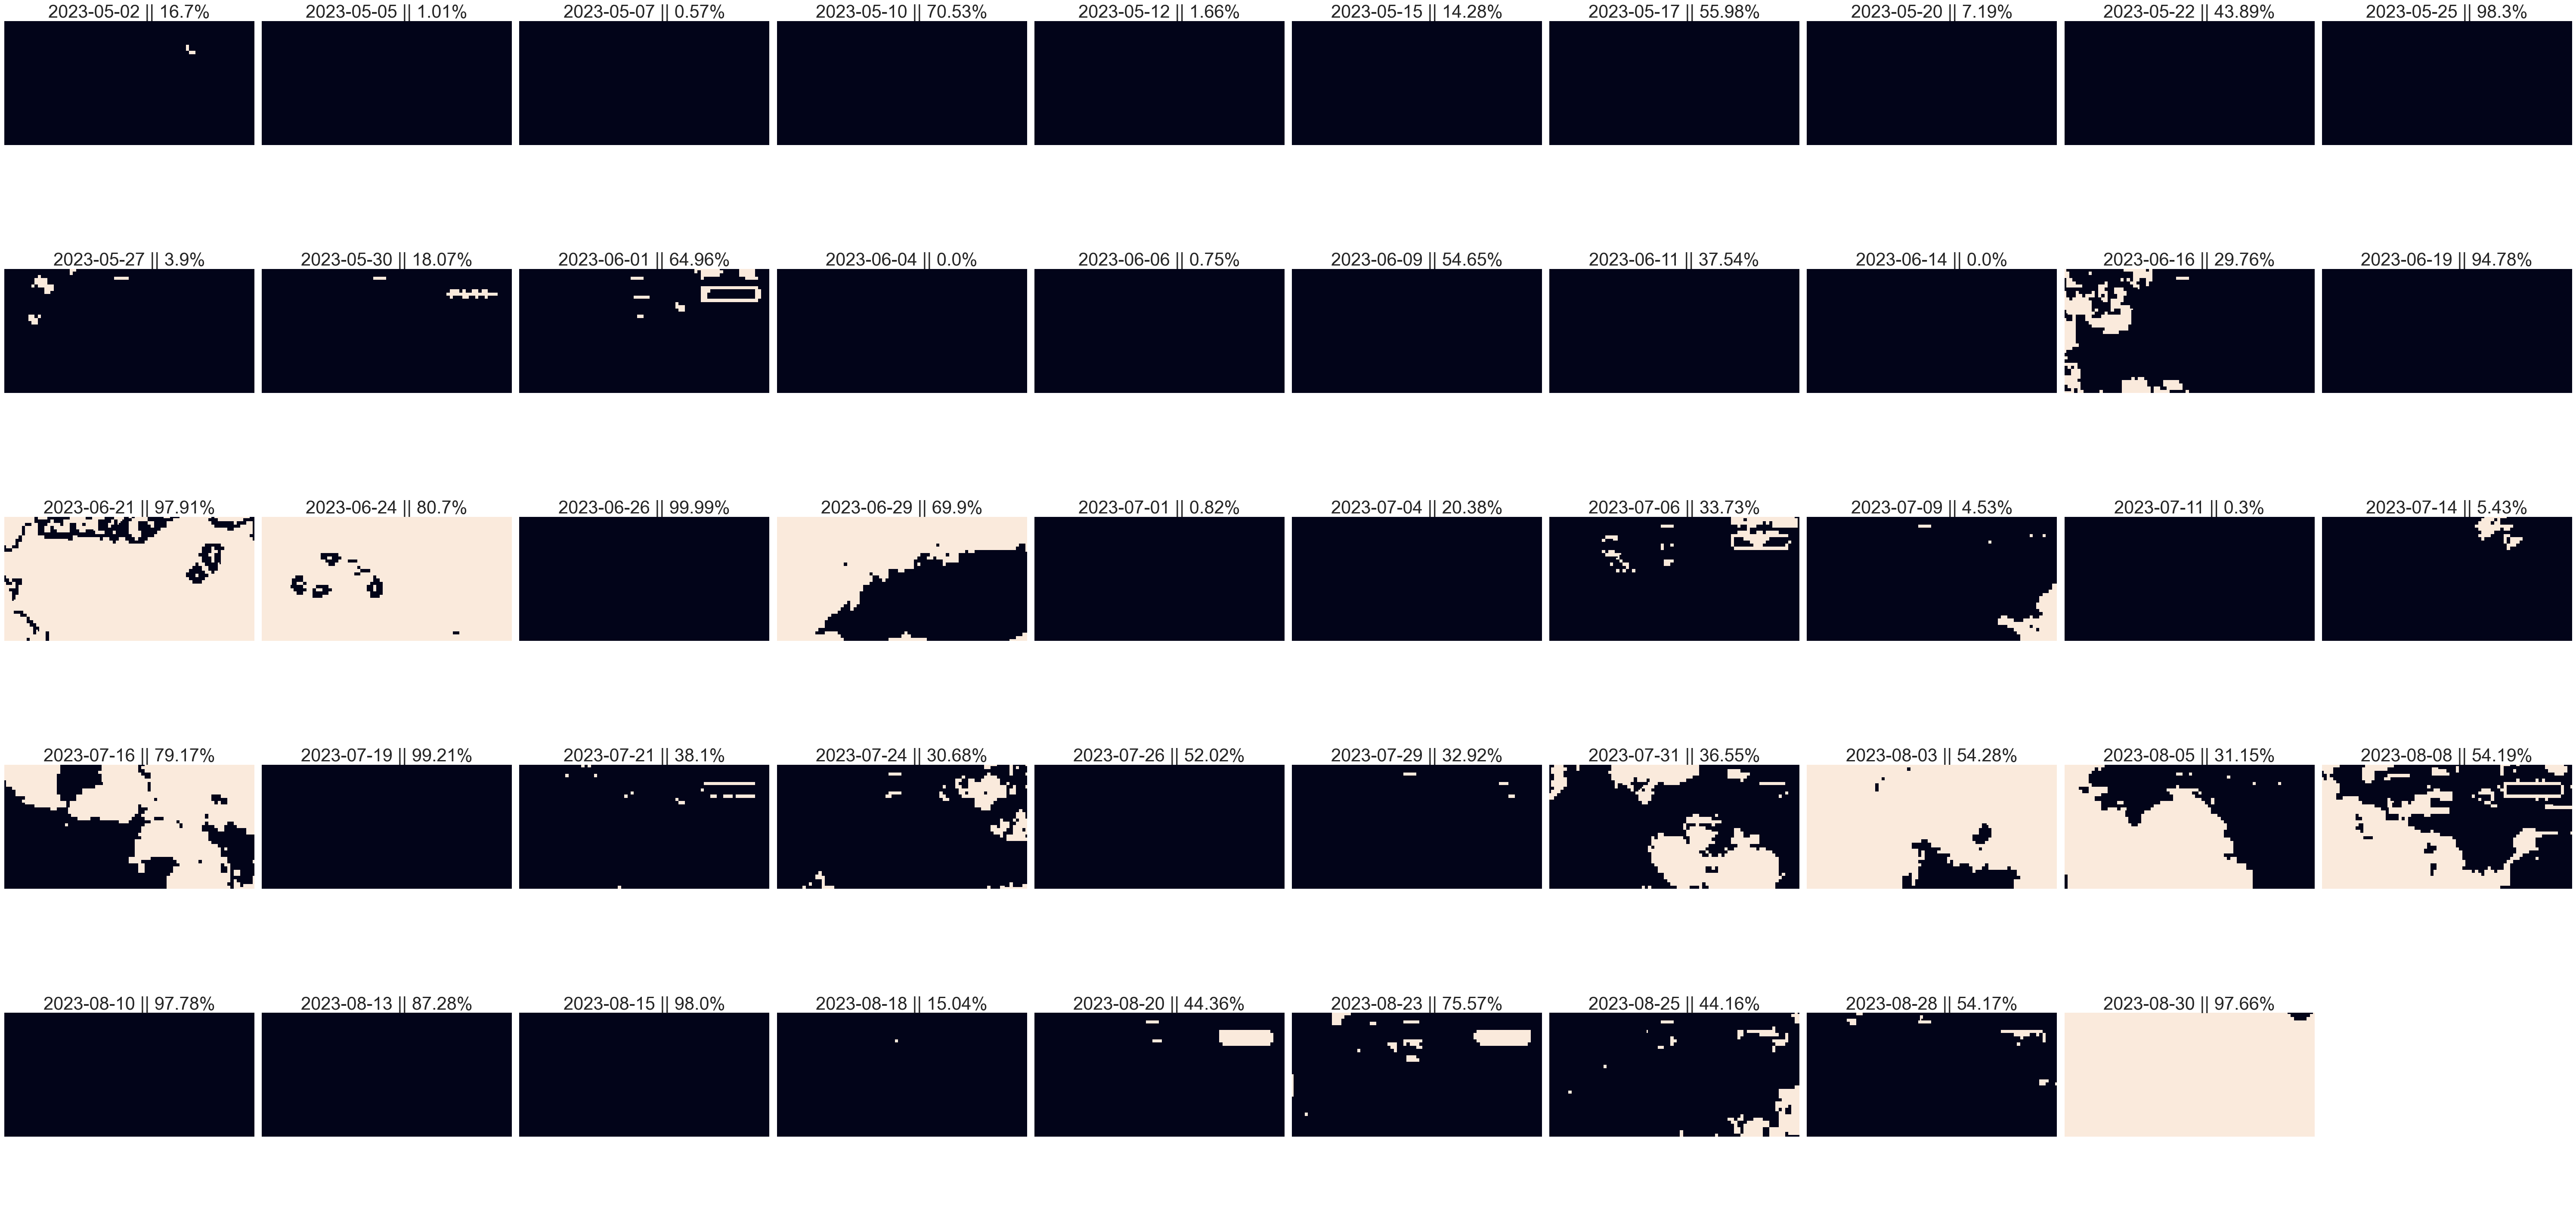 2023-05-02 || 16.7%
2023-05-05 || 1.01%
2023-05-07 || 0.57%
2023-05-10 || 70.53%
2023-05-12 || 1.66%
2023-05-15 || 14.28%
2023-05-17 || 55.98%
2023-05-20 || 7.19%
2023-05-22 || 43.89%
2023-05-25 || 98.3%
2023-05-27 || 3.9%
2023-05-30 || 18.07%
2023-06-01 || 64.96%
2023-06-04 || 0.0%
2023-06-06 || 0.75%
2023-06-09 || 54.65%
2023-06-11 || 37.54%
2023-06-14 || 0.0%
2023-06-16 || 29.76%
2023-06-19 || 94.78%
2023-06-21 || 97.91%
2023-06-24 || 80.7%
2023-06-26 || 99.99%
2023-06-29 || 69.9%
2023-07-01 || 0.82%
2023-07-04 || 20.38%
2023-07-06 || 33.73%
2023-07-09 || 4.53%
2023-07-11 || 0.3%
2023-07-14 || 5.43%
2023-07-16 || 79.17%
2023-07-19 || 99.21%
2023-07-21 || 38.1%
2023-07-24 || 30.68%
2023-07-26 || 52.02%
2023-07-29 || 32.92%
2023-07-31 || 36.55%
2023-08-03 || 54.28%
2023-08-05 || 31.15%
2023-08-08 || 54.19%
2023-08-10 || 97.78%
2023-08-13 || 87.28%
2023-08-15 || 98.0%
2023-08-18 || 15.04%
2023-08-20 || 44.36%
2023-08-23 || 75.57%
2023-08-25 || 44.16%
2023-08-28 || 54.17%
2023-08-30 || 97.66%